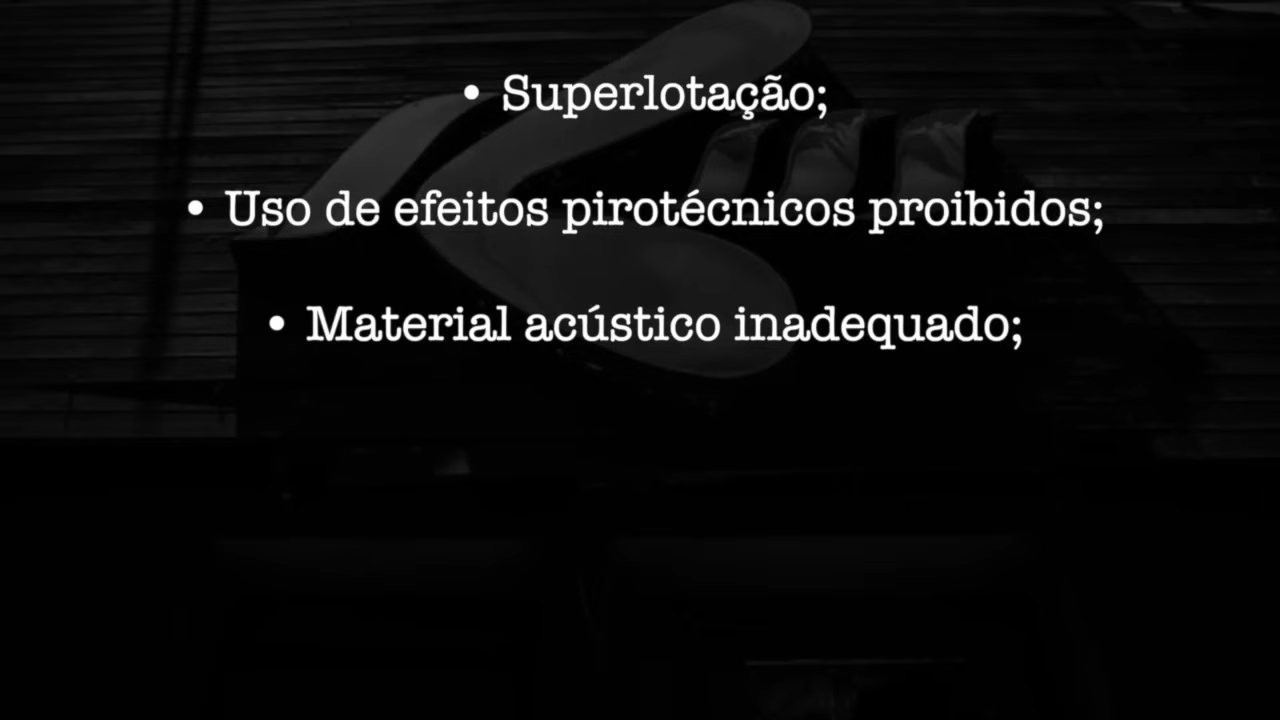 • Superlotação;
• Uso de efeitos pirotécnicos proibidos;
• Material acústico inadequado;